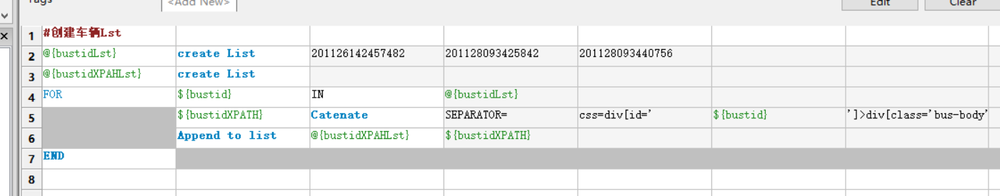 Tags
<Add New>
Edit
Clear
1 #创建车辆Lst
2 @{bustidLst} create List 201126142457482 201128093425842 201128093440756
3 @{bustidXPAHLst} create List
4 FOR ${bustid} IN @{bustidLst}
5 ${bustidXPATH} Catenate SEPARATOR= css=div[id=' ${bustid} ']>div[class='bus-body'
6 Append to list @{bustidXPAHLst} ${bustidXPATH}
7 END
8